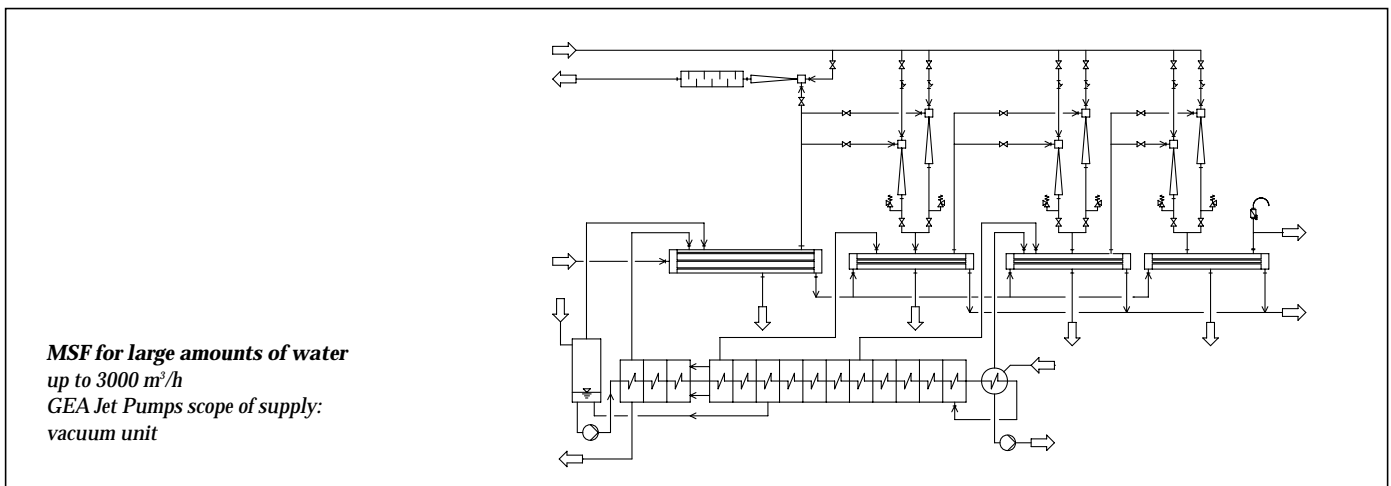 MSF for large amounts of water
up to 3000 m³/h
GEA Jet Pumps scope of supply:
vacuum unit